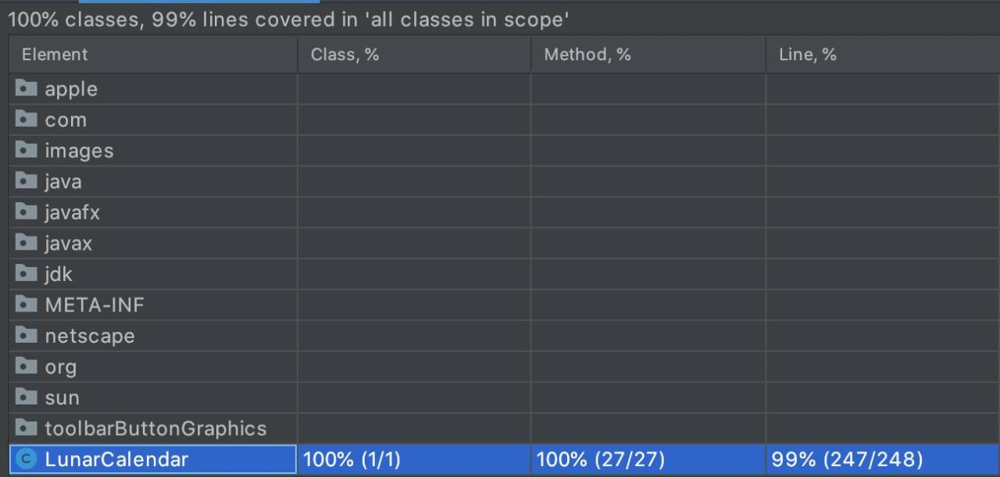 100% classes, 99% lines covered in 'all classes in scope'
Element Class, % Method, % Line, %
apple
com
images
java
javafx
javax
jdk
META-INF
netscape
org
sun
toolbarButtonGraphics
C LunarCalendar 100% (1/1) 100% (27/27) 99% (247/248)